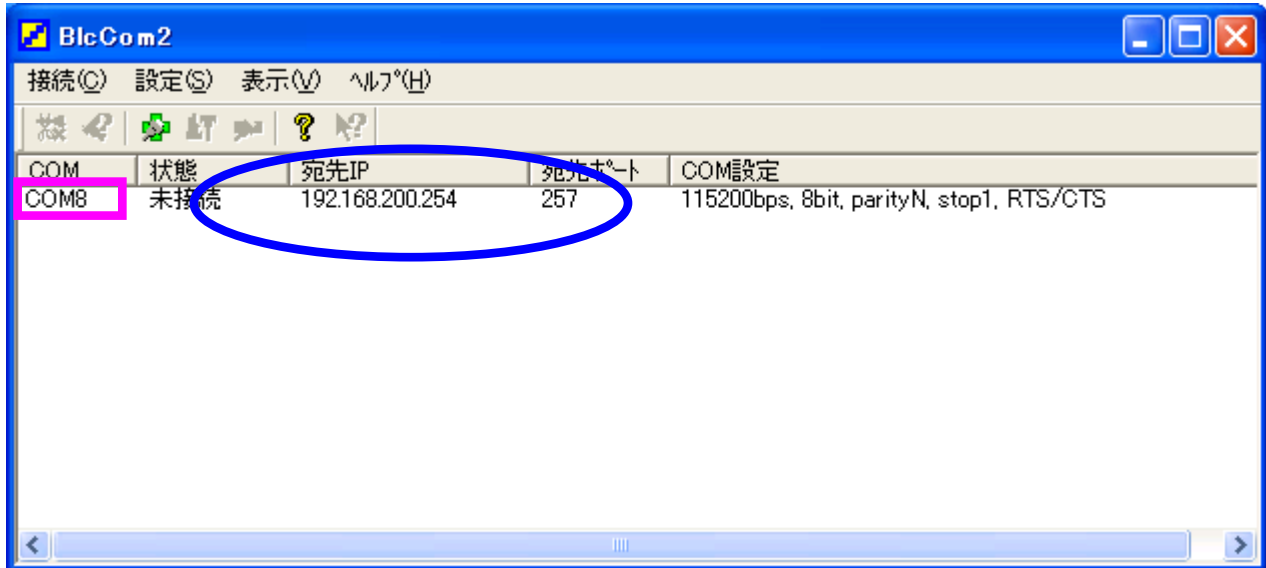 BlcCom2
接続(C) 設定(S) 表示(V) ﾍﾙﾌﾟ(H)
COM 状態 宛先IP 宛先ﾎﾟｰﾄ COM設定
COM8 未接続 192.168.200.254 257 115200bps, 8bit, parityN, stop1, RTS/CTS